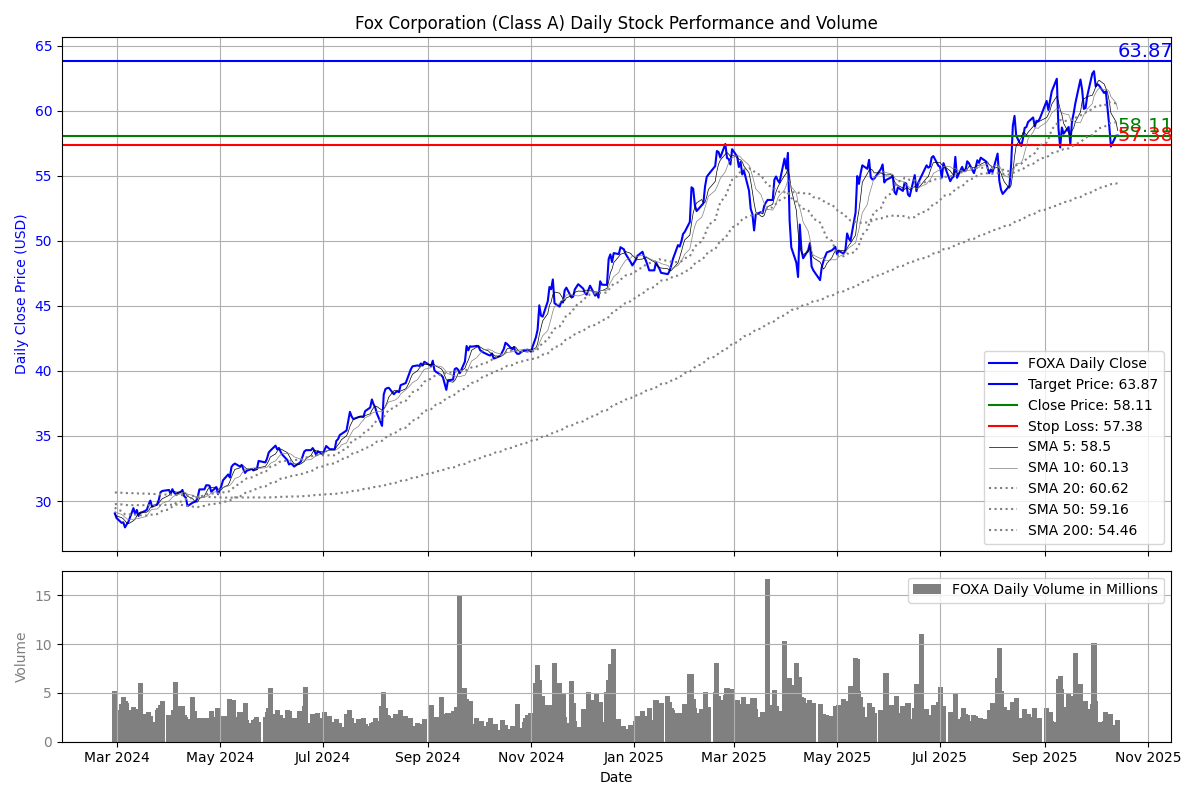 Fox Corporation (Class A) Daily Stock Performance and Volume
65
60
55
50
45
40
35
30
Daily Close Price (USD)
63.87
58.11
57.38
FOXA Daily Close
Target Price: 63.87
Close Price: 58.11
Stop Loss: 57.38
SMA 5: 58.5
SMA 10: 60.13
SMA 20: 60.62
SMA 50: 59.16
SMA 200: 54.46
15
10
5
0
Volume
FOXA Daily Volume in Millions
Mar 2024 May 2024 Jul 2024 Sep 2024 Nov 2024 Jan 2025 Mar 2025 May 2025 Jul 2025 Sep 2025 Nov 2025
Date